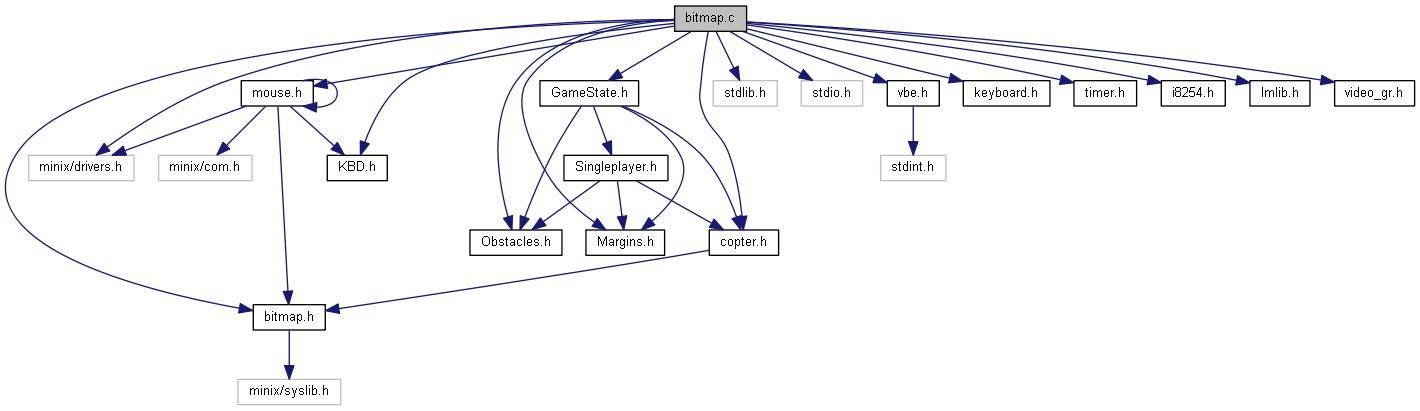 bitmap.c
mouse.h
GameState.h
stdlib.h
stdio.h
vbe.h
keyboard.h
timer.h
i8254.h
lmlib.h
video_gr.h
minix/drivers.h
minix/com.h
KBD.h
Singleplayer.h
stdint.h
Obstacles.h
Margins.h
copter.h
bitmap.h
minix/syslib.h